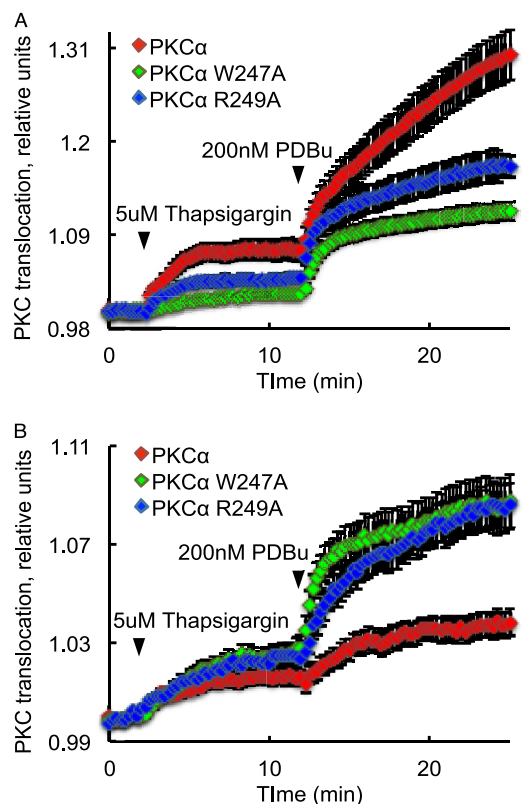 A
PKC translocation, relative units
1.31
1.2
1.09
0.98
PKCα
PKCα W247A
PKCα R249A
200nM PDBu
5uM Thapsigargin
0
10
20
TIme (min)
B
PKC translocation, relative units
1.11
1.07
1.03
0.99
PKCα
PKCα W247A
PKCα R249A
200nM PDBu
5uM Thapsigargin
0
10
20
TIme (min)